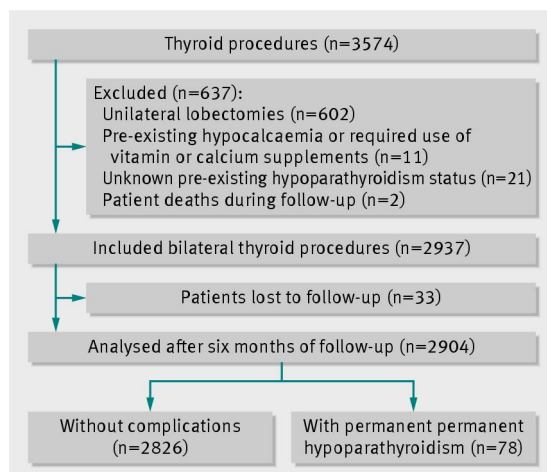 Thyroid procedures (n=3574)
Excluded (n=637):
Unilateral lobectomies (n=602)
Pre-existing hypocalcaemia or required use of
vitamin or calcium supplements (n=11)
Unknown pre-existing hypoparathyroidism status (n=21)
Patient deaths during follow-up (n=2)
Included bilateral thyroid procedures (n=2937)
Patients lost to follow-up (n=33)
Analysed after six months of follow-up (n=2904)
Without complications
(n=2826)
With permanent permanent
hypoparathyroidism (n=78)